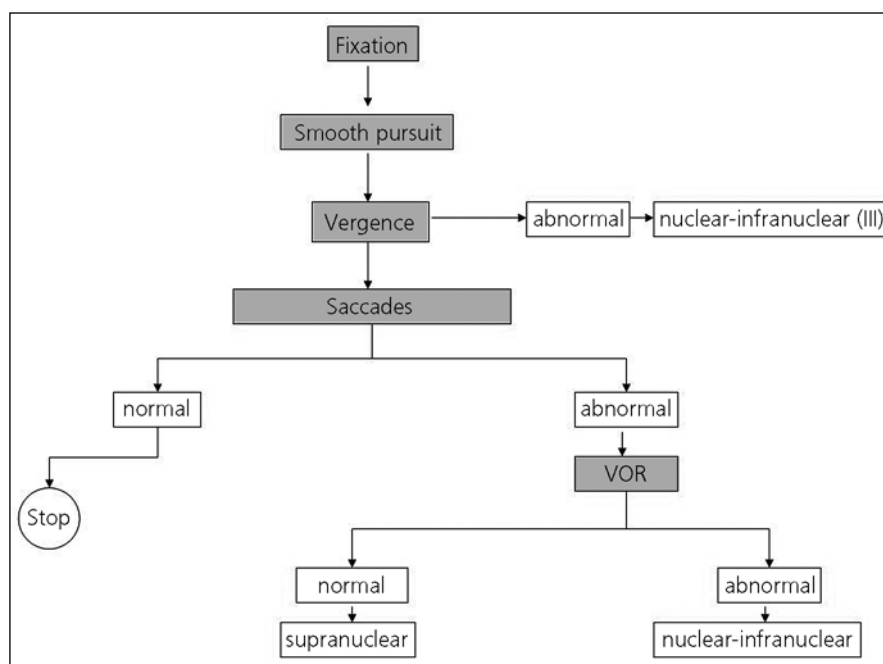 Fixation
Smooth pursuit
Vergence
abnormal
nuclear-infranuclear (III)
Saccades
normal
abnormal
VOR
Stop
normal
abnormal
supranuclear
nuclear-infranuclear